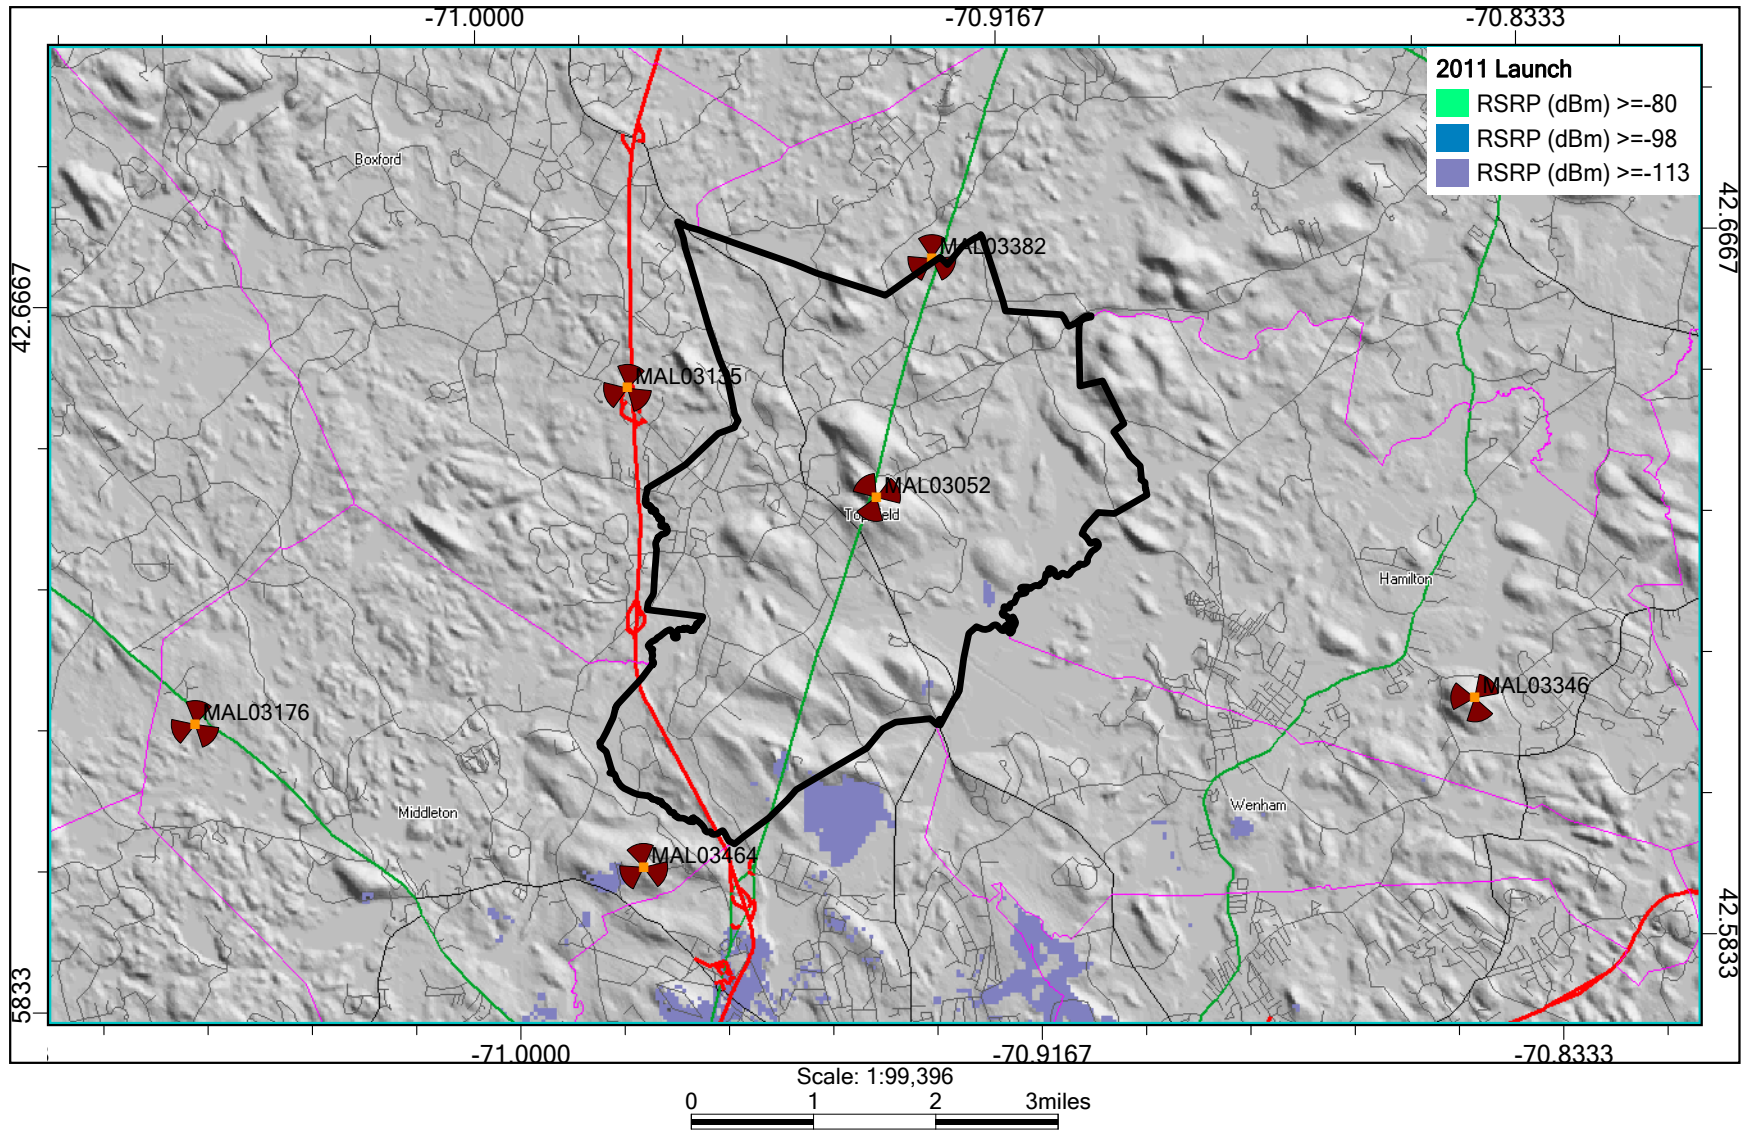 -71.0000
-70.9167
-70.8333
2011 Launch
RSRP (dBm) >=-80
RSRP (dBm) >=-98
RSRP (dBm) >=-113
Boxford
42.6667
MAL03382
42.6667
MAL03135
MAL03052
Hamilton
MAL03346
MAL03176
Middleton
Wenham
MAL03464
42.5833
5833
-71.0000
-70.9167
-70.8333
Scale: 1:99,396
0 1 2 3miles